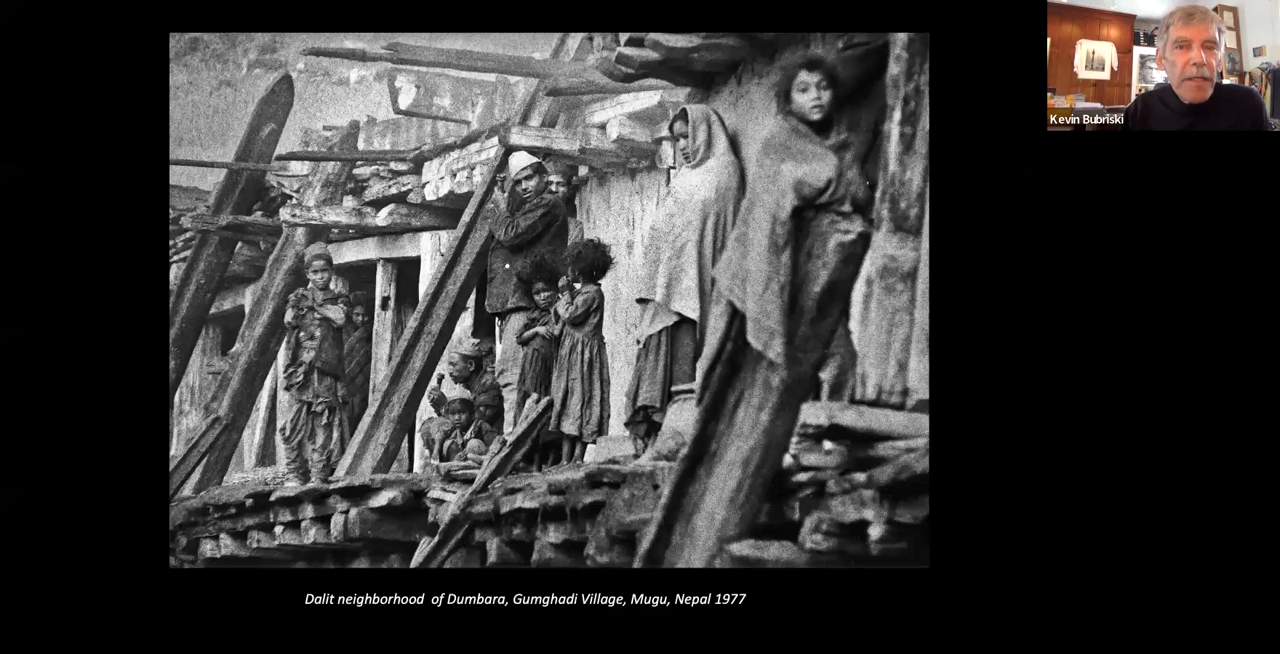 Kevin Bubriski
Dalit neighborhood of Dumbara, Gumghadi Village, Mugu, Nepal 1977